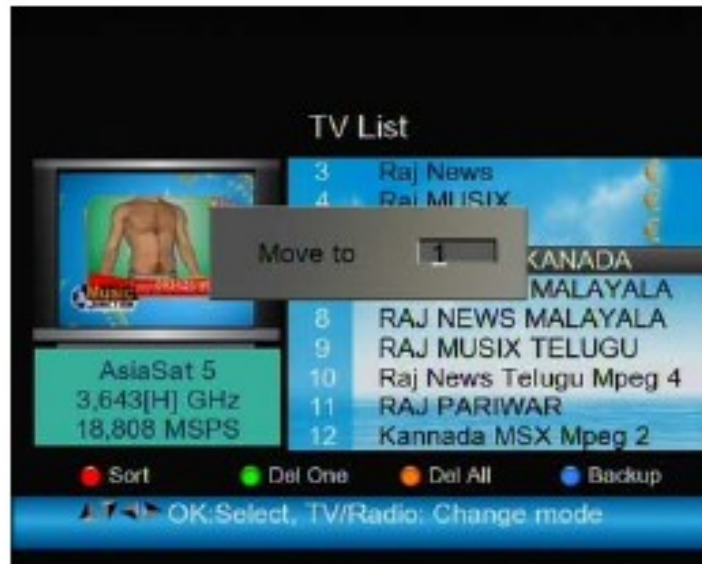 TV List
3 Raj News
4 Raj MUSIX
Move to 1
KANADA
MALAYALA
8 RAJ NEWS MALAYALA
9 RAJ MUSIX TELUGU
10 Raj News Telugu Mpeg 4
11 RAJ PARIWAR
12 Kannada MSX Mpeg 2
Music
AsiaSat 5
3,643[H] GHz
18,808 MSPS
Sort Del One Del All Backup
OK:Select, TV/Radio: Change mode